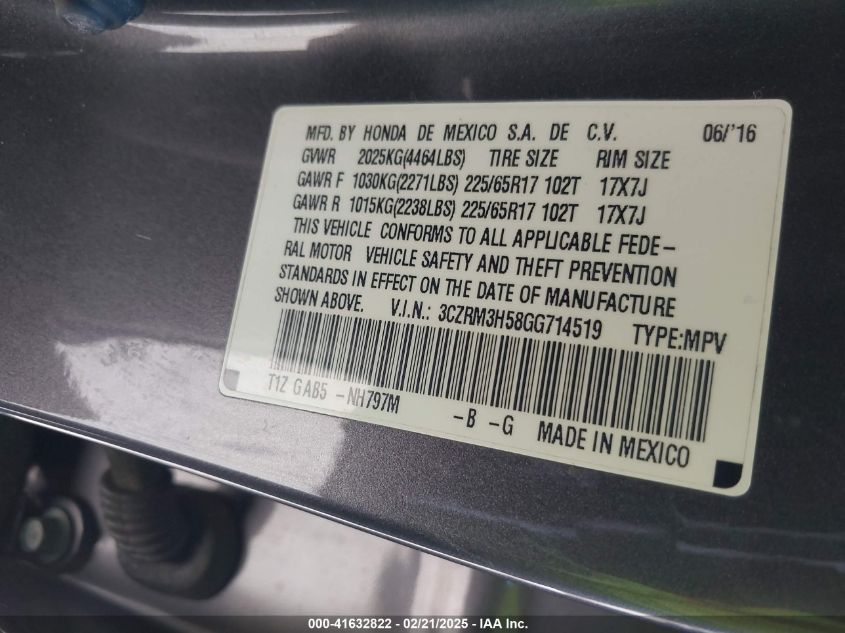 MFD. BY HONDA DE MEXICO S.A. DE C.V. 06/'16
GVWR 2025KG(4464LBS) TIRE SIZE RIM SIZE
GAWR F 1030KG(2271LBS) 225/65R17 102T 17X7J
GAWR R 1015KG(2238LBS) 225/65R17 102T 17X7J
THIS VEHICLE CONFORMS TO ALL APPLICABLE FEDE-
RAL MOTOR VEHICLE SAFETY AND THEFT PREVENTION
STANDARDS IN EFFECT ON THE DATE OF MANUFACTURE
SHOWN ABOVE. V.I.N.: 3CZRM3H58GG714519 TYPE:MPV
T1Z GAB5 -NH797M -B -G MADE IN MEXICO
000-41632822 - 02/21/2025 - IAA Inc.